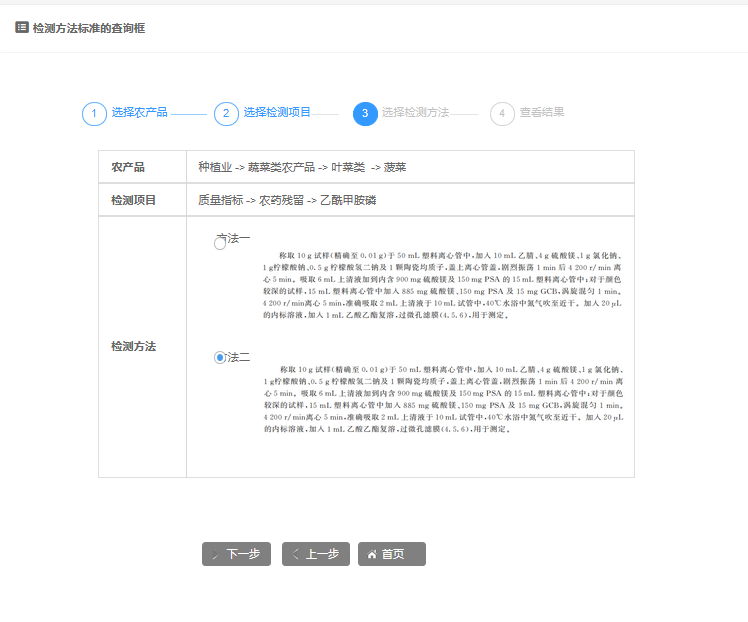 检测方法标准的查询框
1 选择农产品 2 选择检测项目 3 选择检测方法 4 查看结果
农产品 种植业 -> 蔬菜类农产品 -> 叶菜类 -> 菠菜
检测项目 质量指标 -> 农药残留 -> 乙酰甲胺磷
检测方法
方法一
称取 10 g 试样(精确至 0.01 g)于 50 mL 塑料离心管中,加入 10 mL 乙腈、4 g 硫酸镁、1 g 氯化钠、
1 g柠檬酸钠、0.5 g 柠檬酸氢二钠及 1 颗陶瓷均质子,盖上离心管盖,剧烈振荡 1 min 后 4 200 r/min 离
心 5 min。吸取 6 mL 上清液加到内含 900 mg 硫酸镁及 150 mg PSA 的 15 mL 塑料离心管中;对于颜色
较深的试样,15 mL 塑料离心管中加入 885 mg 硫酸镁、150 mg PSA 及 15 mg GCB,涡旋混匀 1 min。
4 200 r/min离心 5 min,准确吸取 2 mL 上清液于 10 mL 试管中,40℃水浴中氮气吹至近干。加入 20 μL
的内标溶液,加入 1 mL 乙酸乙酯复溶,过微孔滤膜(4.5.6),用于测定。
方法二
称取 10 g 试样(精确至 0.01 g)于 50 mL 塑料离心管中,加入 10 mL 乙腈、4 g 硫酸镁、1 g 氯化钠、
1 g柠檬酸钠、0.5 g 柠檬酸氢二钠及 1 颗陶瓷均质子,盖上离心管盖,剧烈振荡 1 min 后 4 200 r/min 离
心 5 min。吸取 6 mL 上清液加到内含 900 mg 硫酸镁及 150 mg PSA 的 15 mL 塑料离心管中;对于颜色
较深的试样,15 mL 塑料离心管中加入 885 mg 硫酸镁、150 mg PSA 及 15 mg GCB,涡旋混匀 1 min。
4 200 r/min离心 5 min,准确吸取 2 mL 上清液于 10 mL 试管中,40℃水浴中氮气吹至近干。加入 20 μL
的内标溶液,加入 1 mL 乙酸乙酯复溶,过微孔滤膜(4.5.6),用于测定。
下一步 上一步 首页